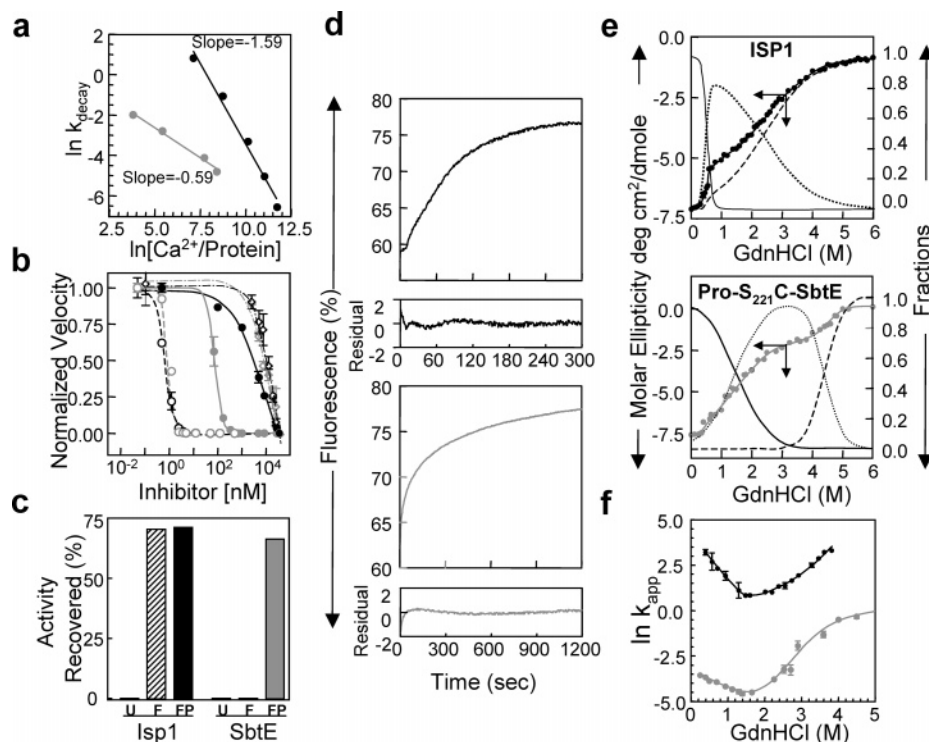 a
ln k_decay
2
0
-2
-4
-6
Slope=-1.59
Slope=-0.59
2.5 5.0 7.5 10.0 12.5
ln[Ca²⁺/Protein]
b
Normalized Velocity
1.00
0.75
0.50
0.25
0.00
10⁻² 10⁰ 10² 10⁴
Inhibitor [nM]
c
Activity
Recovered (%)
75
50
25
0
U F FP U F FP
Isp1 SbtE
d
Fluorescence (%)
80
75
70
65
60
Residual
2
0
-2
0 60 120 180 240 300
80
75
70
65
60
Residual
2
0
-2
0 300 600 900 1200
Time (sec)
e
Molar Ellipticity deg cm²/dmole
Fractions
ISP1
0.0
-2.5
-5.0
-7.5
1.0
0.8
0.6
0.4
0.2
0.0
0 1 2 3 4 5 6
GdnHCl (M)
Pro-S₂₂₁C-SbtE
0.0
-2.5
-5.0
-7.5
1.0
0.8
0.6
0.4
0.2
0.0
0 1 2 3 4 5 6
GdnHCl (M)
f
ln k_app
5.0
2.5
0.0
-2.5
-5.0
0 1 2 3 4 5
GdnHCl (M)